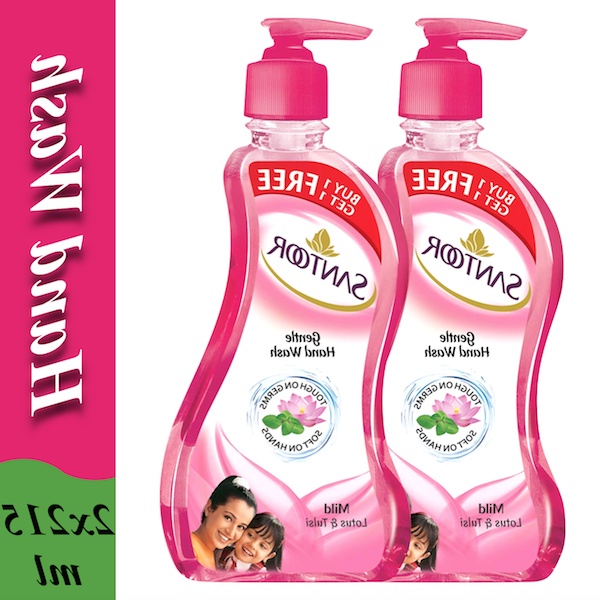 Hand Wash
2x215
ml
BUY 1
GET 1 FREE
SANTOOR
Gentle
Hand Wash
TOUGH ON GERMS
SOFT ON HANDS
Mild
Lotus & Tulsi
BUY 1
GET 1 FREE
SANTOOR
Gentle
Hand Wash
TOUGH ON GERMS
SOFT ON HANDS
Mild
Lotus & Tulsi